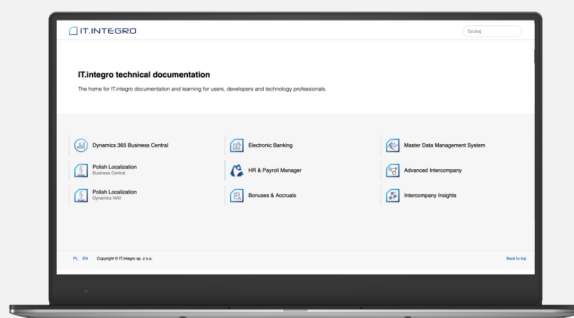 IT.INTEGRO
Szukaj
IT.integro technical documentation
The home for IT.integro documentation and learning for users, developers and technology professionals.
Dynamics 365 Business Central
Electronic Banking
Master Data Management System
Polish Localization
Business Central
HR & Payroll Manager
Advanced Intercompany
Polish Localization
Dynamics NAV
Bonuses & Accruals
Intercompany Insights
PL EN Copyright © IT.integro sp. z o.o.
Back to top